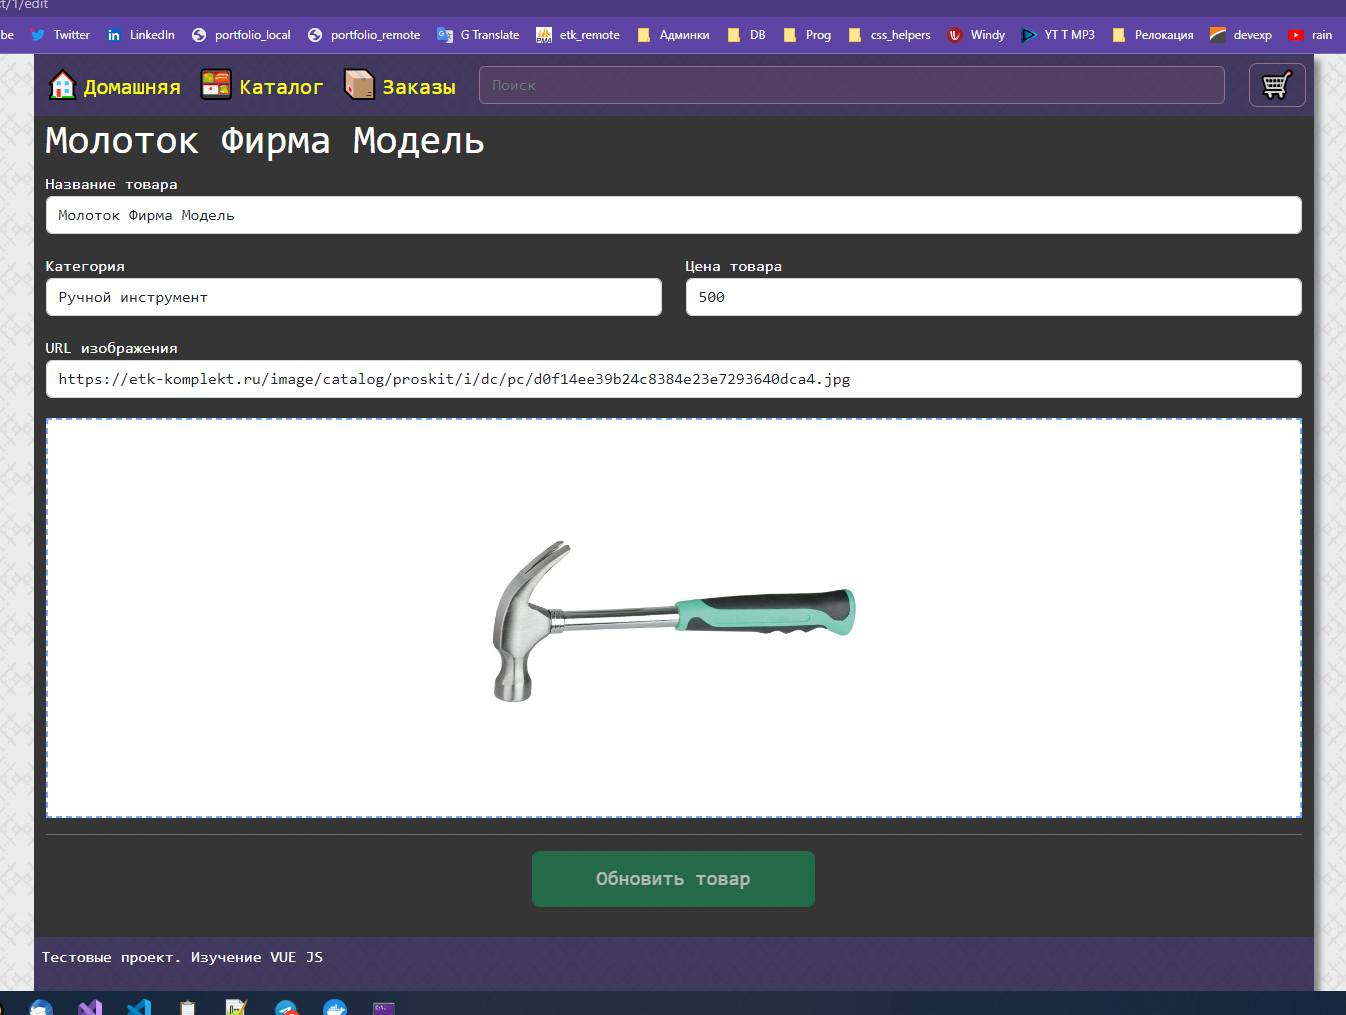 t/1/edit
be Twitter LinkedIn portfolio_local portfolio_remote G Translate etk_remote Админки DB Prog css_helpers Windy YT T MP3 Релокация devexp rain
Домашняя Каталог Заказы Поиск
Молоток Фирма Модель
Название товара
Молоток Фирма Модель
Категория Цена товара
Ручной инструмент 500
URL изображения
https://etk-komplekt.ru/image/catalog/proskit/i/dc/pc/d0f14ee39b24c8384e23e7293640dca4.jpg
Обновить товар
Тестовые проект. Изучение VUE JS